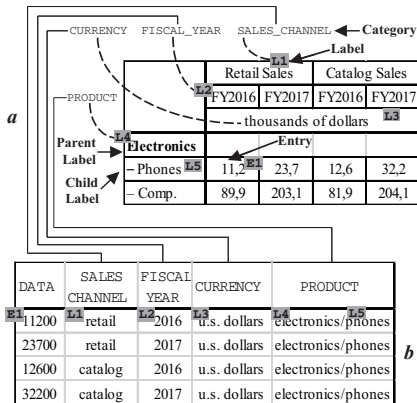 CURRENCY FISCAL_YEAR SALES_CHANNEL Category
L1 Label
Retail Sales Catalog Sales
PRODUCT L2 FY2016 FY2017 FY2016 FY2017
a thousands of dollars L3
L4
Parent Label Electronics
Entry
Child Label – Phones L5 11,2 E1 23,7 12,6 32,2
– Comp. 89,9 203,1 81,9 204,1
DATA SALES CHANNEL FISCAL YEAR CURRENCY PRODUCT
E1 11200 L1 retail L2 2016 L3 u.s. dollars L4 electronics/phones L5
23700 retail 2017 u.s. dollars electronics/phones
b
12600 catalog 2016 u.s. dollars electronics/phones
32200 catalog 2017 u.s. dollars electronics/phones